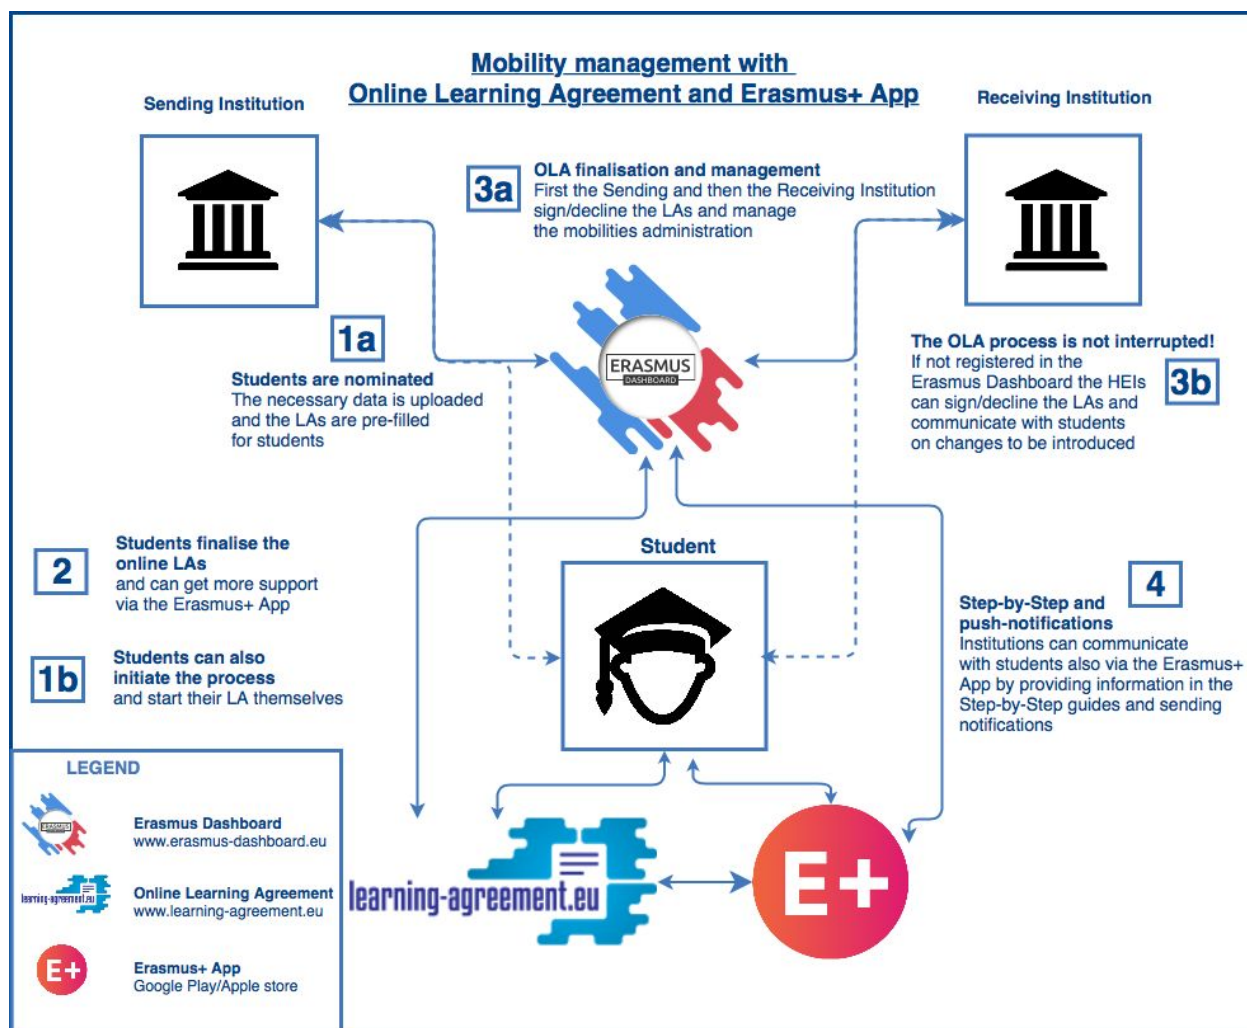 Mobility management with
Online Learning Agreement and Erasmus+ App
Sending Institution
Receiving Institution
3a
OLA finalisation and management
First the Sending and then the Receiving Institution
sign/decline the LAs and manage
the mobilities administration
1a
Students are nominated
The necessary data is uploaded
and the LAs are pre-filled
for students
ERASMUS
DASHBOARD
The OLA process is not interrupted!
If not registered in the
Erasmus Dashboard the HEIs
can sign/decline the LAs and
communicate with students
on changes to be introduced
3b
2
Students finalise the
online LAs
and can get more support
via the Erasmus+ App
1b
Students can also
initiate the process
and start their LA themselves
Student
4
Step-by-Step and
push-notifications
Institutions can communicate
with students also via the Erasmus+
App by providing information in the
Step-by-Step guides and sending
notifications
learning-agreement.eu
E+
LEGEND
ERASMUS
Erasmus Dashboard
www.erasmus-dashboard.eu
learning-agreement.eu
Online Learning Agreement
www.learning-agreement.eu
E+
Erasmus+ App
Google Play/Apple store